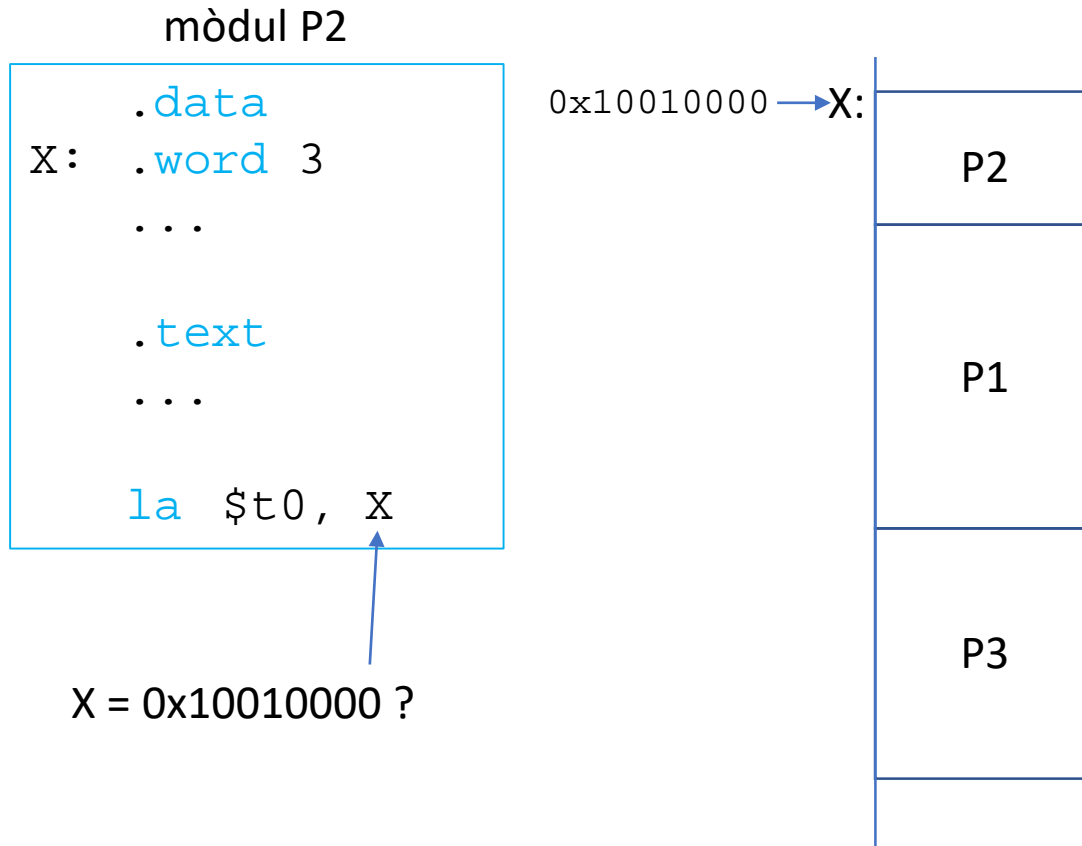 mòdul P2
.data
X: .word 3
...
.text
...
la $t0, X
X = 0x10010000 ?
0x10010000 X:
P2
P1
P3